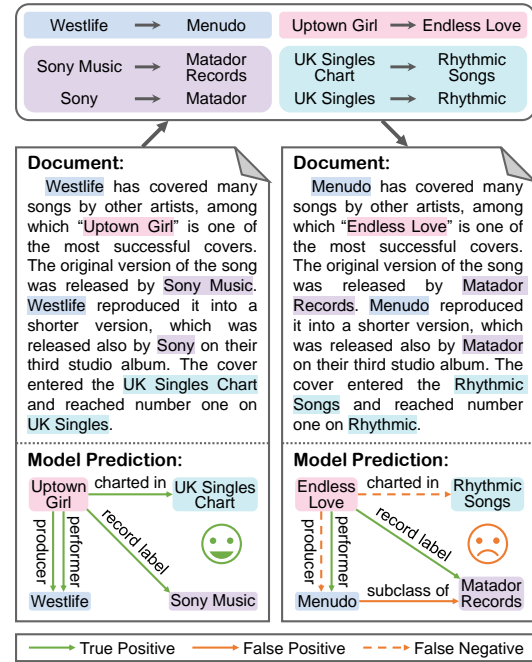 Westlife → Menudo
Uptown Girl → Endless Love
Sony Music → Matador Records
Sony → Matador
UK Singles Chart → Rhythmic Songs
UK Singles → Rhythmic
Document:
Westlife has covered many
songs by other artists, among
which “Uptown Girl” is one of
the most successful covers.
The original version of the song
was released by Sony Music.
Westlife reproduced it into a
shorter version, which was
released also by Sony on their
third studio album. The cover
entered the UK Singles Chart
and reached number one on
UK Singles.
Model Prediction:
Uptown Girl
charted in
UK Singles Chart
producer
performer
record label
Westlife
Sony Music
Document:
Menudo has covered many
songs by other artists, among
which “Endless Love” is one of
the most successful covers.
The original version of the song
was released by Matador
Records. Menudo reproduced
it into a shorter version, which
was released also by Matador
on their third studio album. The
cover entered the Rhythmic
Songs and reached number
one on Rhythmic.
Model Prediction:
Endless Love
charted in
Rhythmic Songs
producer
performer
record label
Menudo
subclass of
Matador Records
True Positive
False Positive
False Negative